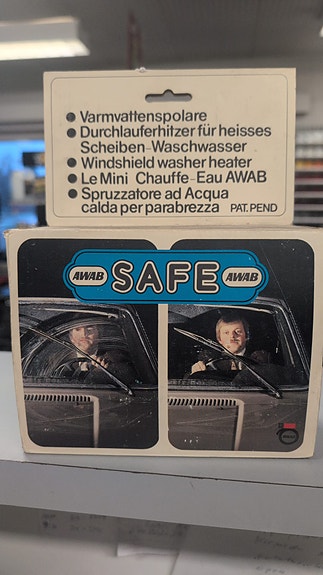 Varmvattenspolare
Durchlauferhitzer für heisses
Scheiben-Waschwasser
Windshield washer heater
Le Mini Chauffe-Eau AWAB
Spruzzatore ad Acqua
calda per parabrezza PAT. PEND
AWAB SAFE AWAB